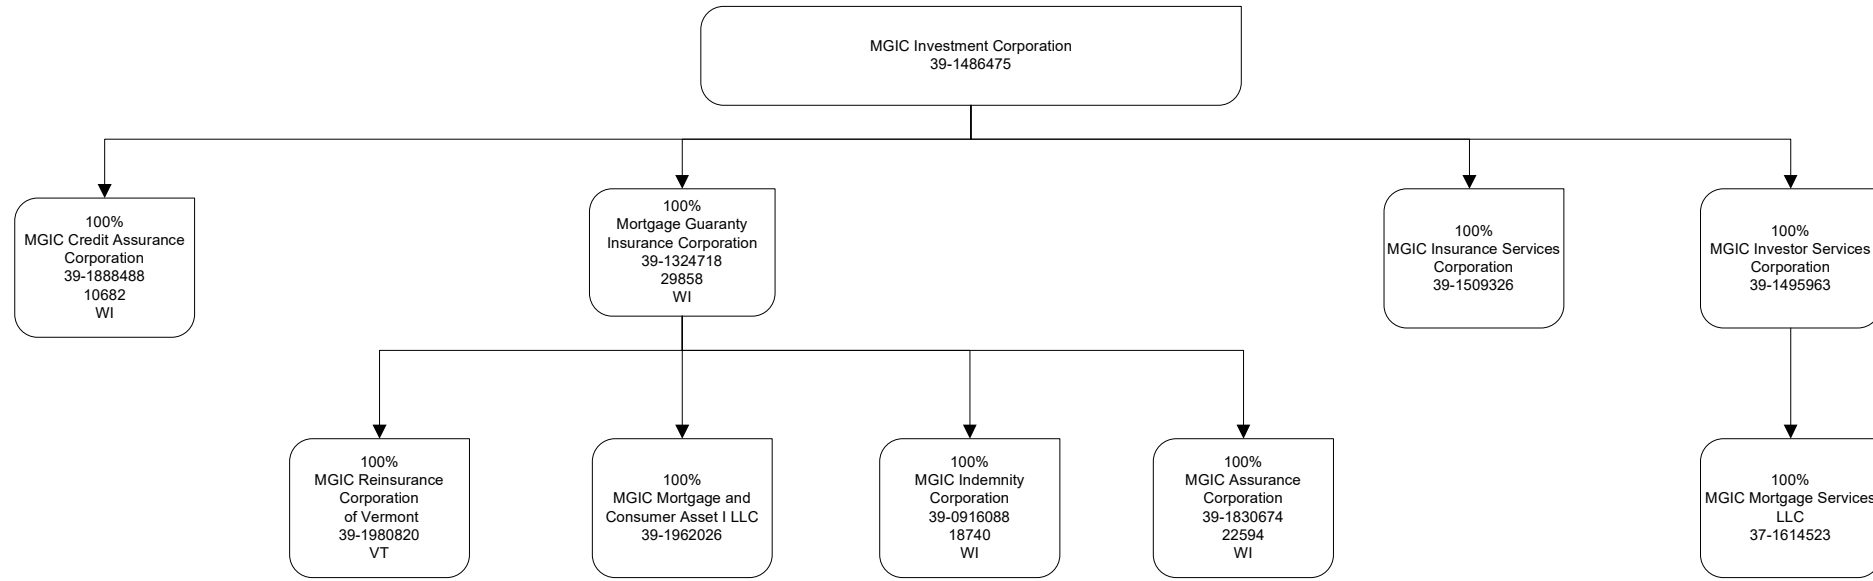 MGIC Investment Corporation
39-1486475
100%
MGIC Credit Assurance
Corporation
39-1888488
10682
WI
100%
Mortgage Guaranty
Insurance Corporation
39-1324718
29858
WI
100%
MGIC Insurance Services
Corporation
39-1509326
100%
MGIC Investor Services
Corporation
39-1495963
100%
MGIC Reinsurance
Corporation
of Vermont
39-1980820
VT
100%
MGIC Mortgage and
Consumer Asset I LLC
39-1962026
100%
MGIC Indemnity
Corporation
39-0916088
18740
WI
100%
MGIC Assurance
Corporation
39-1830674
22594
WI
100%
MGIC Mortgage Services
LLC
37-1614523